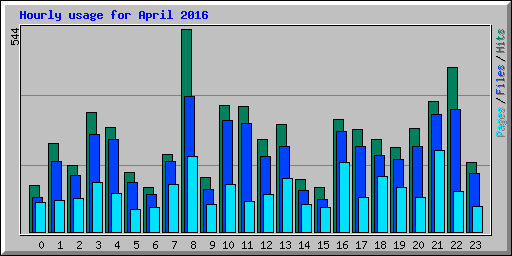 Hourly usage for April 2016
544
Pages / Files / Hits
0 1 2 3 4 5 6 7 8 9 10 11 12 13 14 15 16 17 18 19 20 21 22 23